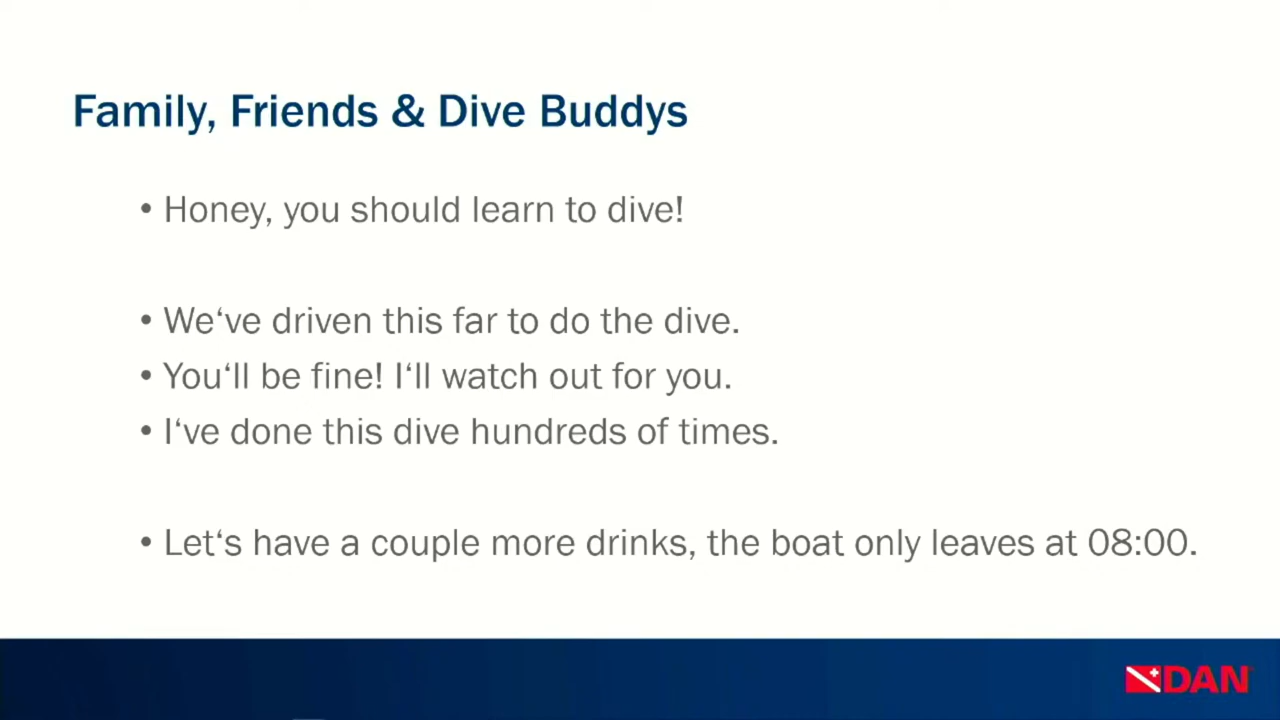 Family, Friends & Dive Buddys
• Honey, you should learn to dive!
• We‘ve driven this far to do the dive.
• You‘ll be fine! I‘ll watch out for you.
• I‘ve done this dive hundreds of times.
• Let‘s have a couple more drinks, the boat only leaves at 08:00.
DAN